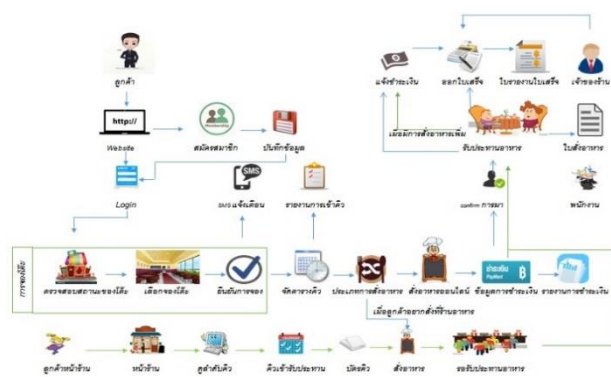 ลูกค้า
http://
Website
สมัครสมาชิก
บันทึกข้อมูล
Login
SMS
SMS แจ้งเตือน
รายงานการเข้าคิว
แจ้งชำระเงิน
ออกใบเสร็จ
ใบรายงานใบเสร็จ
เจ้าของร้าน
เมื่อมีการสั่งอาหารเพิ่ม
รับประทานอาหาร
ใบสั่งอาหาร
confirm การมา
พนักงาน
การจองโต๊ะ
ตรวจสอบสถานะของโต๊ะ
เลือกจองโต๊ะ
ยืนยันการจอง
จัดตารางคิว
ประเภทการสั่งอาหาร
สั่งอาหารออนไลน์
ชำระเงิน
ข้อมูลการชำระเงิน
รายงานการชำระเงิน
เมื่อลูกค้าอยากสั่งที่ร้านอาหาร
ลูกค้าหน้าร้าน
หน้าร้าน
ดูลำดับคิว
คิวเข้ารับประทาน
บัตรคิว
สั่งอาหาร
รอรับประทานอาหาร